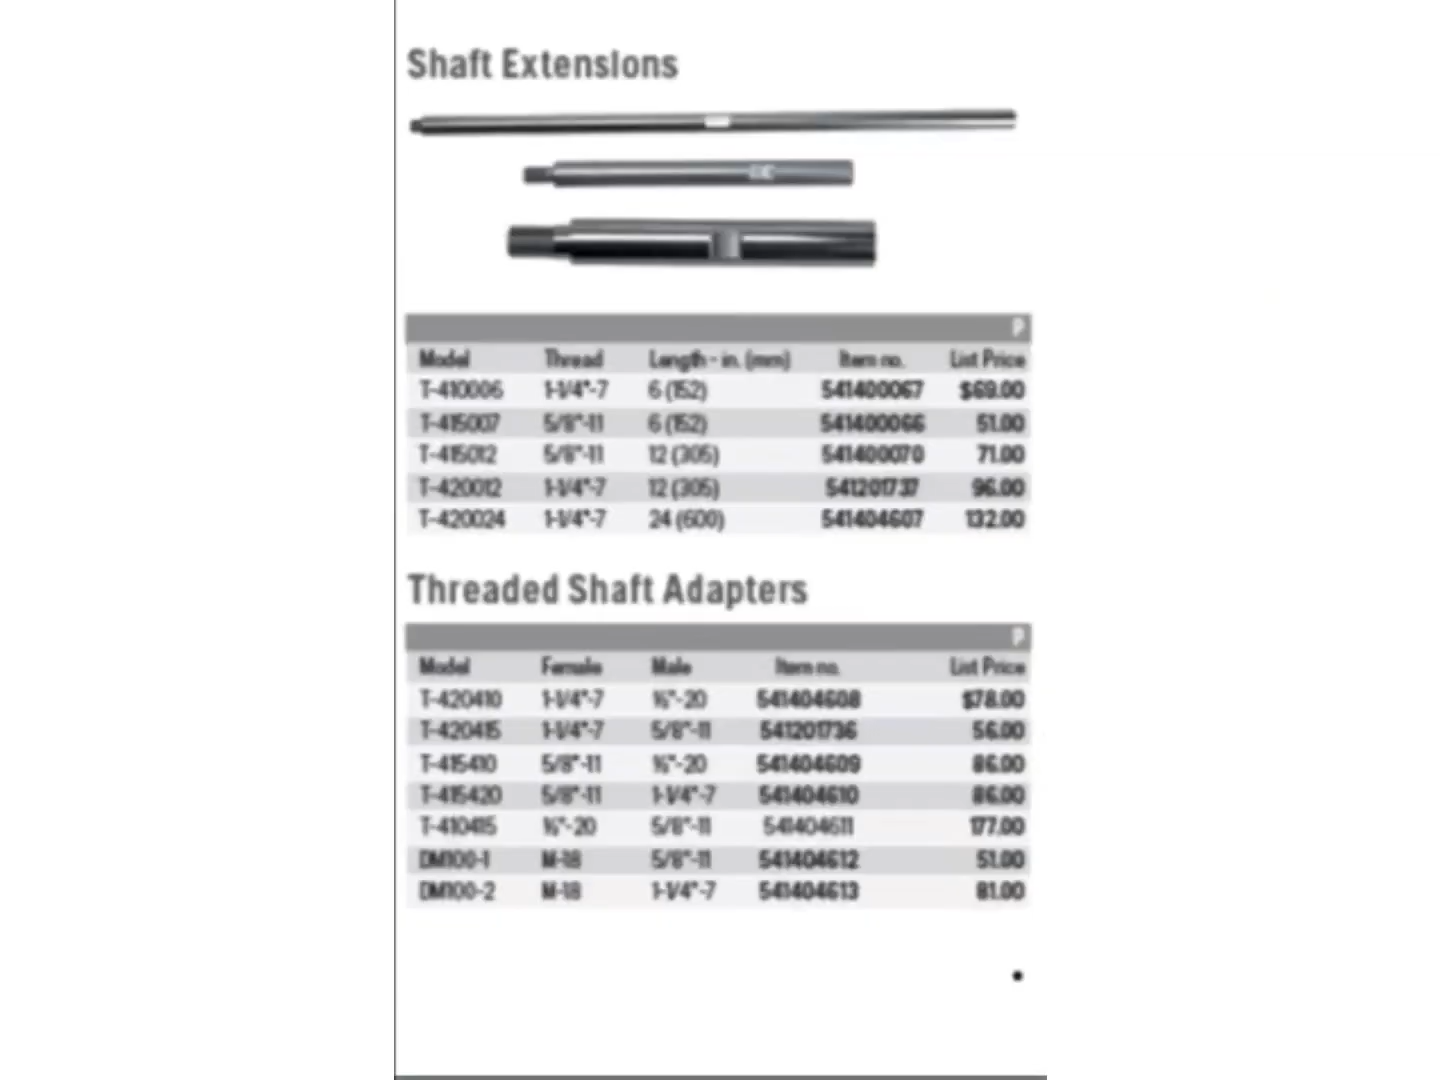 Shaft Extensions
P
Model Thread Length - in. (mm) Item no. List Price
T-410006 1-1/4"-7 6 (152) 541400067 $69.00
T-415007 5/8"-11 6 (152) 541400066 51.00
T-415012 5/8"-11 12 (305) 541400070 71.00
T-420012 1-1/4"-7 12 (305) 541201737 96.00
T-420024 1-1/4"-7 24 (600) 541404607 132.00
Threaded Shaft Adapters
P
Model Female Male Item no. List Price
T-420410 1-1/4"-7 ½"-20 541404608 $78.00
T-420415 1-1/4"-7 5/8"-11 541201736 56.00
T-415410 5/8"-11 ½"-20 541404609 86.00
T-415420 5/8"-11 1-1/4"-7 541404610 86.00
T-410415 ½"-20 5/8"-11 541404611 177.00
DM100-1 M-18 5/8"-11 541404612 51.00
DM100-2 M-18 1-1/4"-7 541404613 81.00